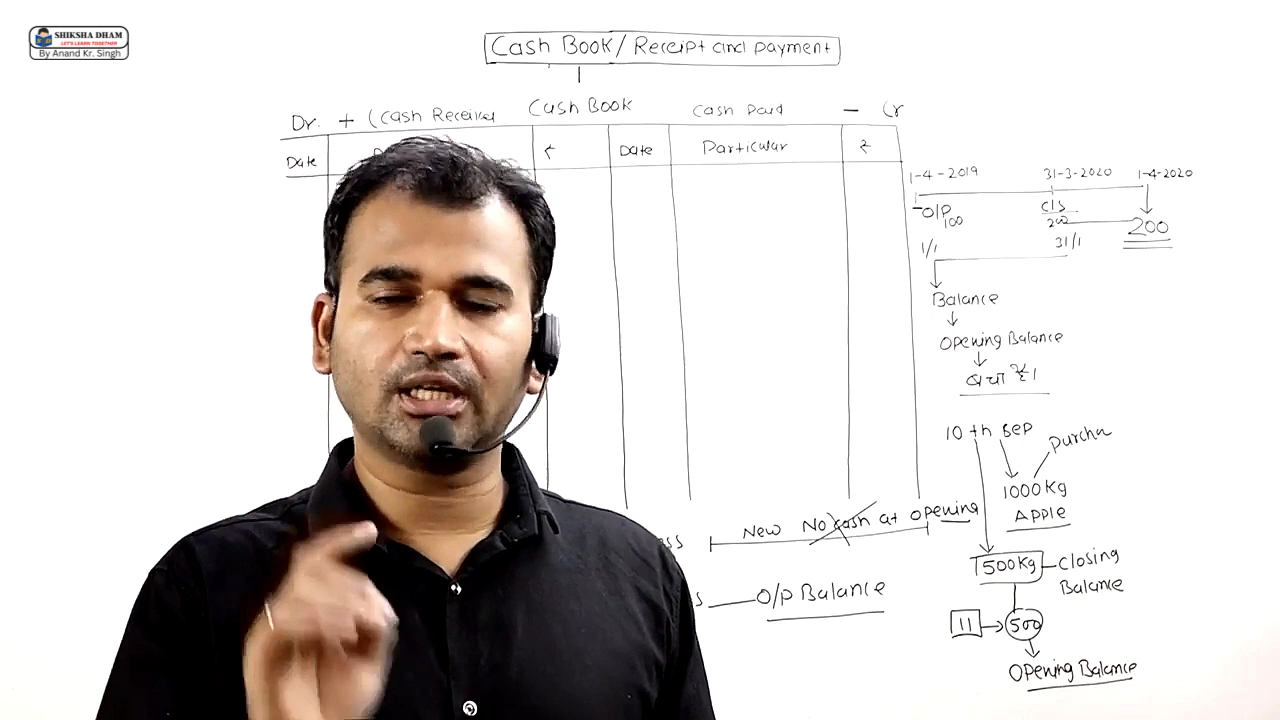 SHIKSHA DHAM
LET'S LEARN TOGETHER
By Anand Kr. Singh
Cash Book/Receipt and payment
Dr. + (Cash Receive Cash Book Cash Paid - Cr
Date ₹ Date Particular ₹
1-4-2019 31-3-2020 1-4-2020
O/P 100 C/S 200 200
1/1 31/1
Balance
Opening Balance
बचा है।
10th Sep
Purcha
1000 Kg
APPLE
New No cash at opening
500 Kg Closing
Balance
O/p Balance
11 500
Opening Balance